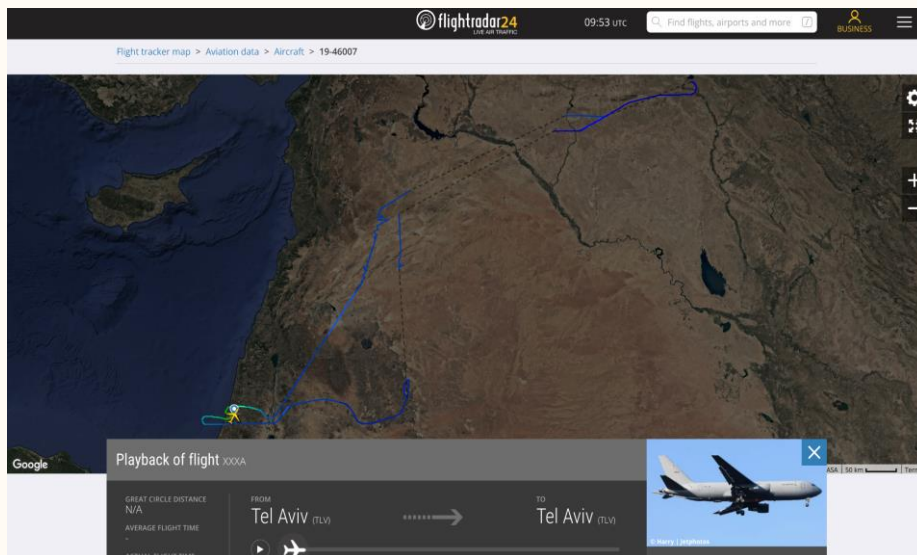 flightradar24
LIVE AIR TRAFFIC
09:53 UTC
Find flights, airports and more
/
BUSINESS
Flight tracker map > Aviation data > Aircraft > 19-46007
Google
50 km
Playback of flight XXXA
GREAT CIRCLE DISTANCE
N/A
AVERAGE FLIGHT TIME
-
FROM
Tel Aviv (TLV)
TO
Tel Aviv (TLV)
© Harry | Jetphotos